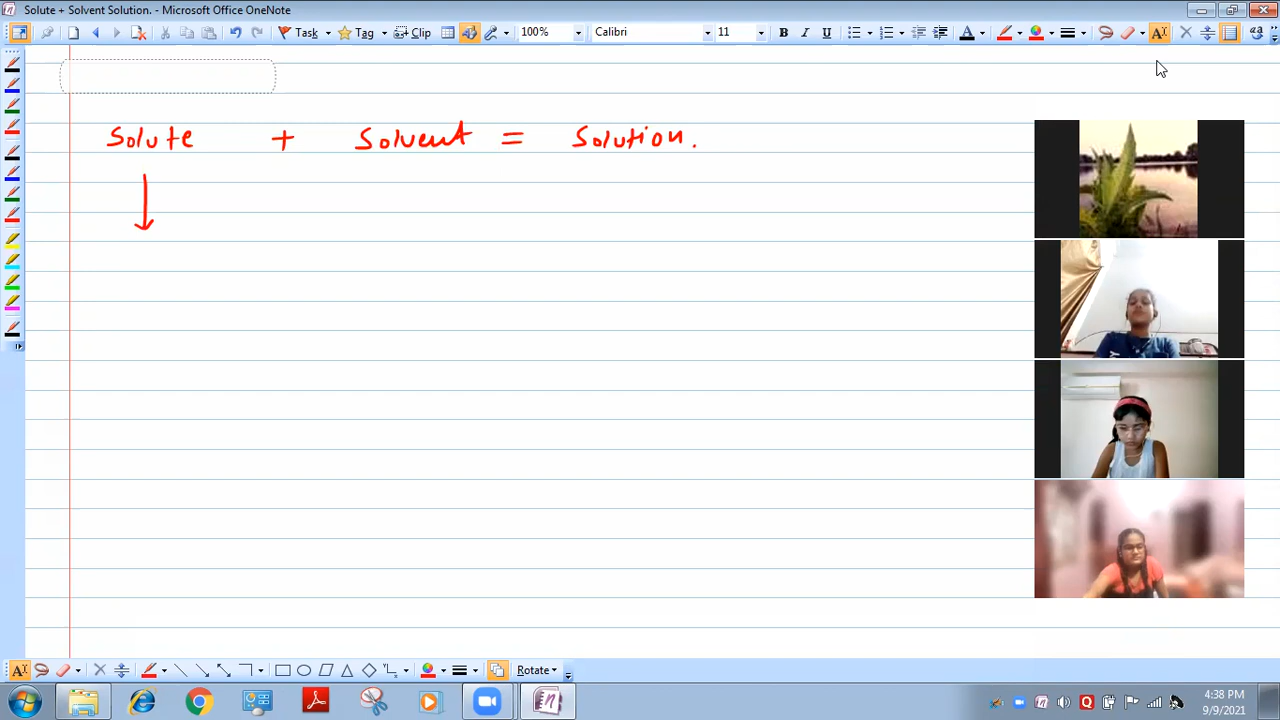 Solute + Solvent Solution. - Microsoft Office OneNote
Task Tag Clip 100% Calibri 11 B I U
Solute + Solvent = Solution.
Rotate
4:38 PM
9/9/2021